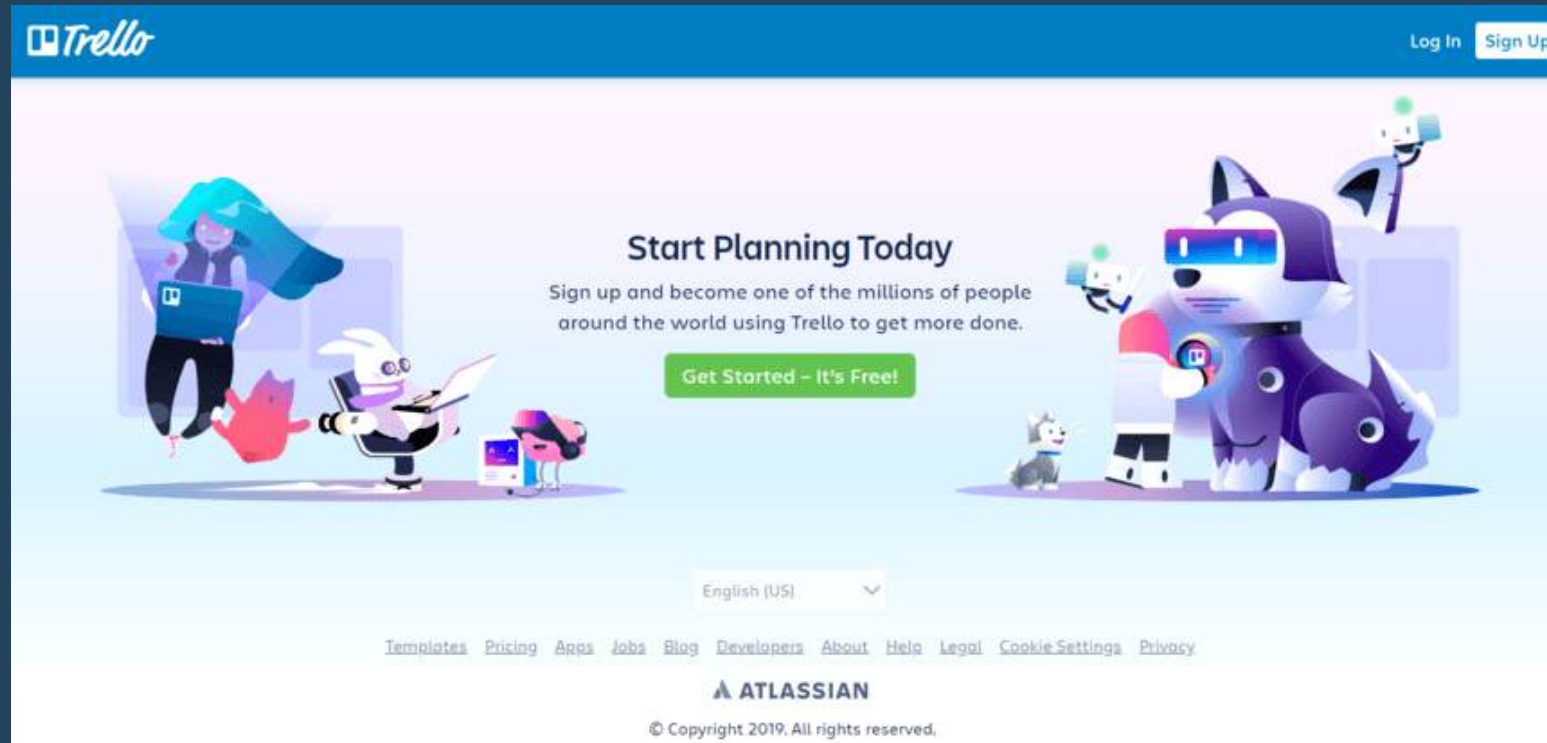 Trello
Log In Sign Up
Start Planning Today
Sign up and become one of the millions of people
around the world using Trello to get more done.
Get Started – It's Free!
English (US)
Templates Pricing Apps Jobs Blog Developers About Help Legal Cookie Settings Privacy
ATLASSIAN
© Copyright 2019. All rights reserved.